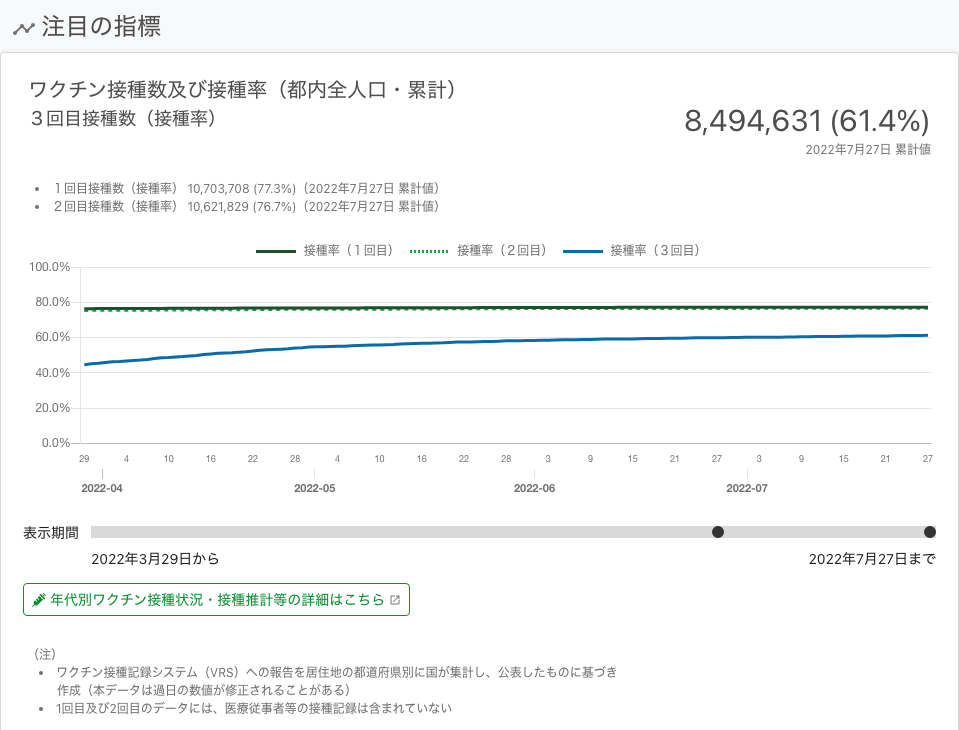 注目の指標
ワクチン接種数及び接種率（都内全人口・累計）
３回目接種数（接種率）
8,494,631 (61.4%)
2022年7月27日 累計値
１回目接種数（接種率） 10,703,708 (77.3%)（2022年7月27日 累計値）
２回目接種数（接種率） 10,621,829 (76.7%)（2022年7月27日 累計値）
接種率（１回目） 接種率（２回目） 接種率（３回目）
100.0%
80.0%
60.0%
40.0%
20.0%
0.0%
29 4 10 16 22 28 4 10 16 22 28 3 9 15 21 27 3 9 15 21 27
2022-04 2022-05 2022-06 2022-07
表示期間
2022年3月29日から 2022年7月27日まで
年代別ワクチン接種状況・接種推計等の詳細はこちら
（注）
ワクチン接種記録システム（VRS）への報告を居住地の都道府県別に国が集計し、公表したものに基づき
作成（本データは過日の数値が修正されることがある）
1回目及び2回目のデータには、医療従事者等の接種記録は含まれていない